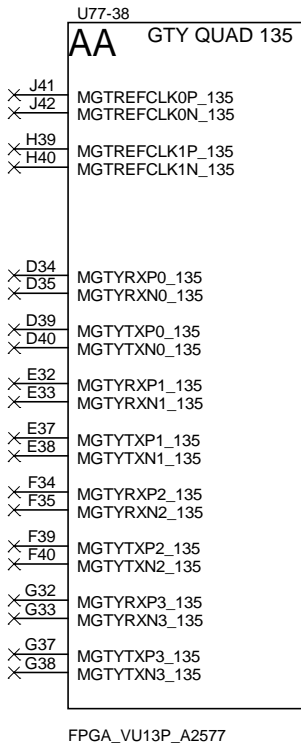 U77-38
AA GTY QUAD 135
J41 MGTREFCLK0P_135
J42 MGTREFCLK0N_135
H39 MGTREFCLK1P_135
H40 MGTREFCLK1N_135
D34 MGTYRXP0_135
D35 MGTYRXN0_135
D39 MGTYTXP0_135
D40 MGTYTXN0_135
E32 MGTYRXP1_135
E33 MGTYRXN1_135
E37 MGTYTXP1_135
E38 MGTYTXN1_135
F34 MGTYRXP2_135
F35 MGTYRXN2_135
F39 MGTYTXP2_135
F40 MGTYTXN2_135
G32 MGTYRXP3_135
G33 MGTYRXN3_135
G37 MGTYTXP3_135
G38 MGTYTXN3_135
FPGA_VU13P_A2577